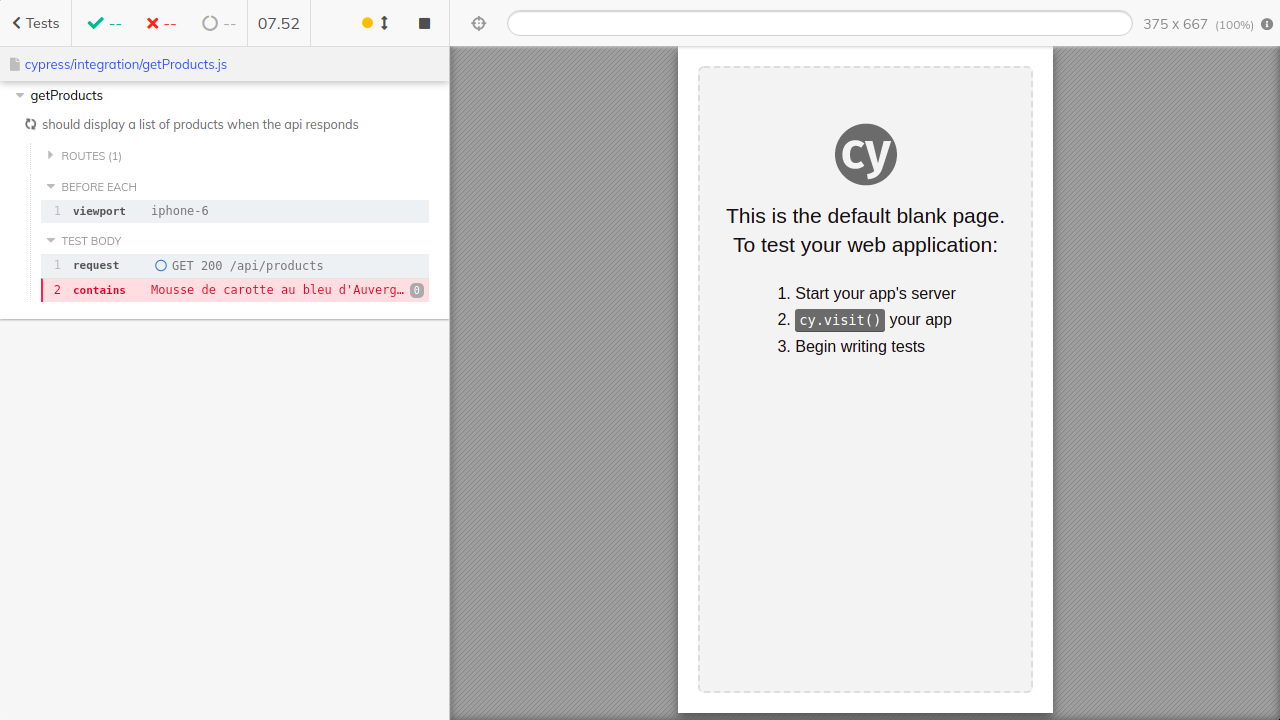 Tests
--
--
--
07.52
375 x 667 (100%)
cypress/integration/getProducts.js
getProducts
should display a list of products when the api responds
ROUTES (1)
BEFORE EACH
1 viewport iphone-6
TEST BODY
1 request GET 200 /api/products
2 contains Mousse de carotte au bleu d'Auverg… 0
cy
This is the default blank page.
To test your web application:
1. Start your app's server
2. cy.visit() your app
3. Begin writing tests